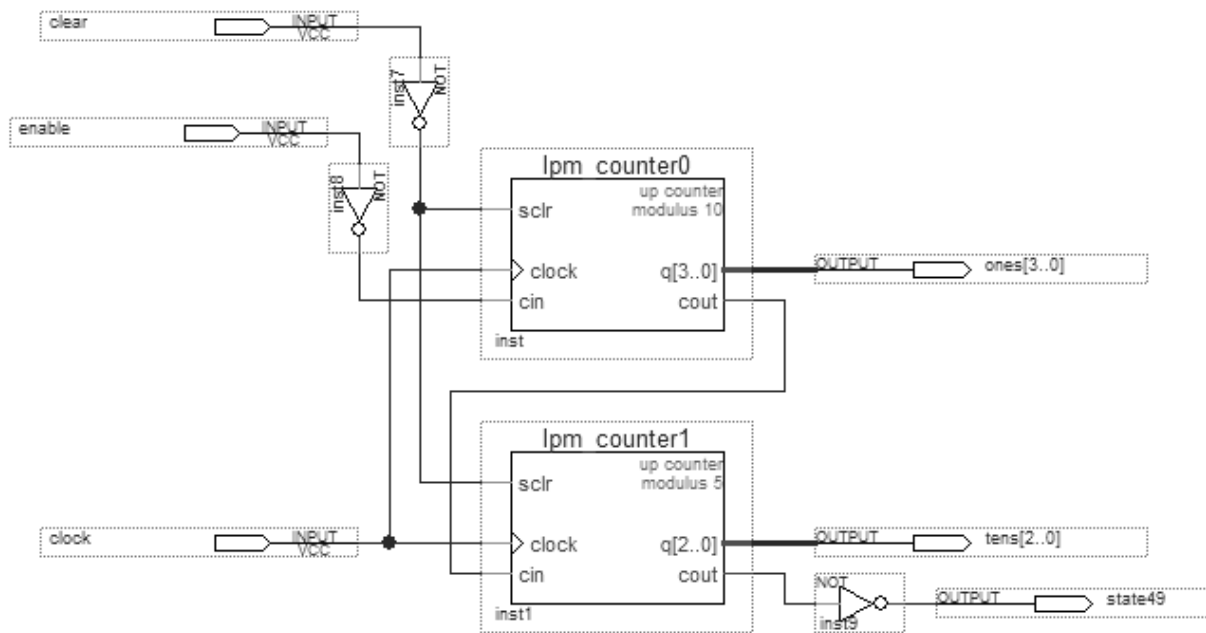 clear
INPUT
VCC
inst7
NOT
enable
INPUT
VCC
inst8
NOT
lpm_counter0
up counter
modulus 10
sclr
clock
q[3..0]
cin
cout
inst
OUTPUT
ones[3..0]
lpm_counter1
up counter
modulus 5
sclr
clock
INPUT
VCC
clock
q[2..0]
cin
cout
inst1
OUTPUT
tens[2..0]
NOT
inst9
OUTPUT
state49